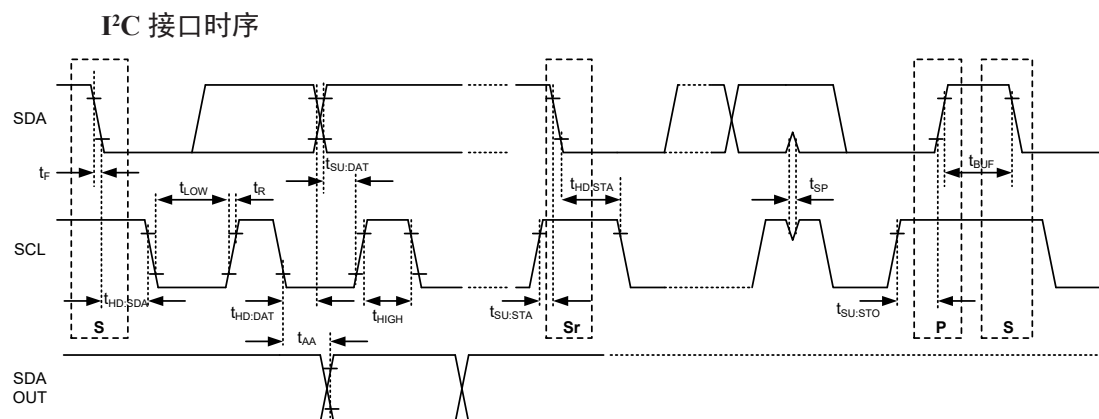 I²C 接口时序
SDA
tF
tLOW
tR
tSU:DAT
tHD:STA
tSP
tBUF
SCL
tHD:SDA
tHD:DAT
tHIGH
tSU:STA
tSU:STO
S
Sr
P
S
tAA
SDA
OUT